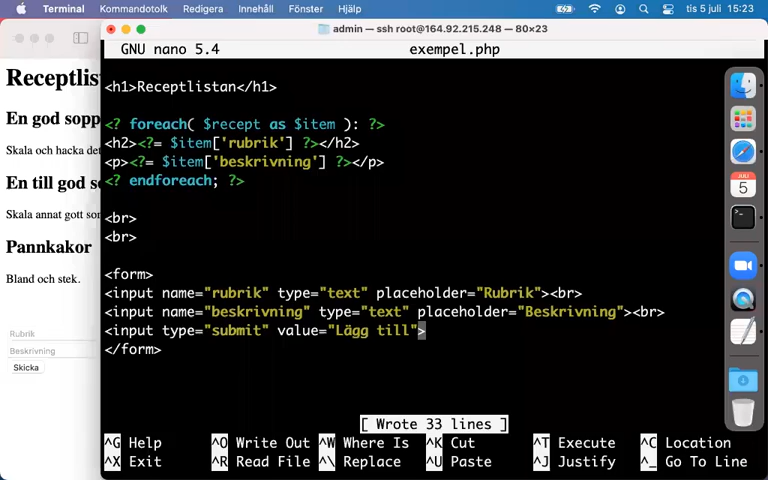 Terminal Kommandotolk Redigera Innehåll Fönster Hjälp tis 5 juli 15:23
admin — ssh root@164.92.215.248 — 80×23
GNU nano 5.4 exempel.php
<h1>Receptlistan</h1>
<? foreach( $recept as $item ): ?>
<h2><?= $item['rubrik'] ?></h2>
<p><?= $item['beskrivning'] ?></p>
<? endforeach; ?>
<br>
<br>
<form>
<input name="rubrik" type="text" placeholder="Rubrik"><br>
<input name="beskrivning" type="text" placeholder="Beskrivning"><br>
<input type="submit" value="Lägg till">
</form>
[ Wrote 33 lines ]
^G Help ^O Write Out ^W Where Is ^K Cut ^T Execute ^C Location
^X Exit ^R Read File ^\ Replace ^U Paste ^J Justify ^_ Go To Line
Receptlis
En god sopp
Skala och hacka det
En till god s
Skala annat gott som
Pannkakor
Bland och stek.
Rubrik
Beskrivning
Skicka
JULI
5